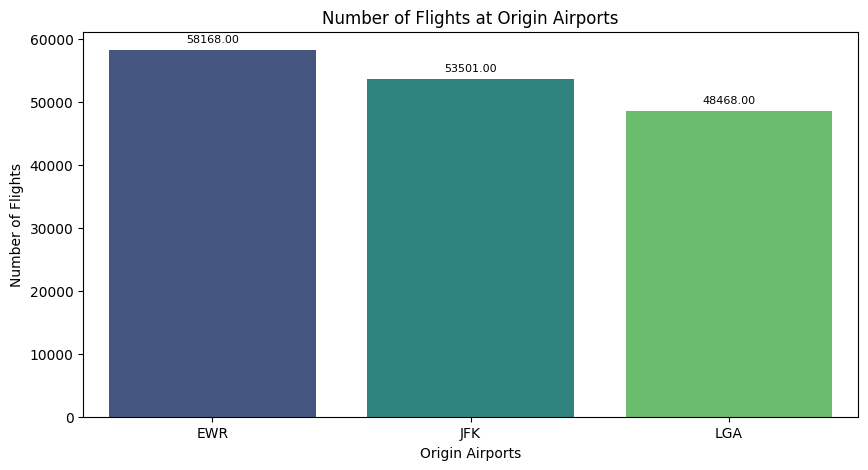 Number of Flights at Origin Airports
58168.00
53501.00
48468.00
60000
50000
40000
30000
20000
10000
0
Number of Flights
EWR
JFK
LGA
Origin Airports